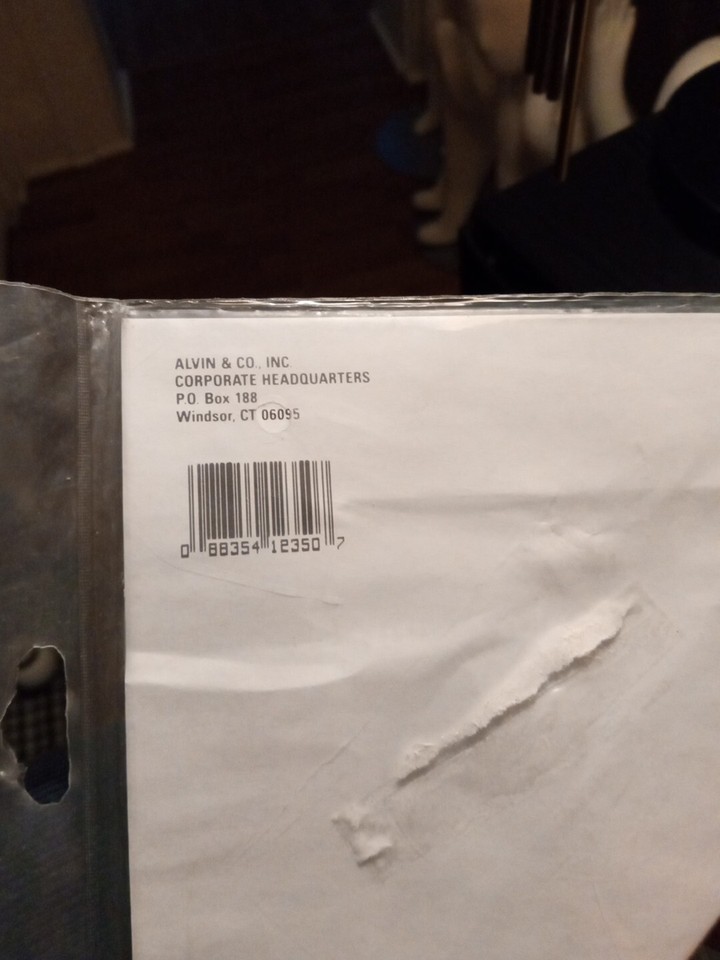 ALVIN & CO., INC.
CORPORATE HEADQUARTERS
P.O. Box 188
Windsor, CT 06095
0 88354 12350 7